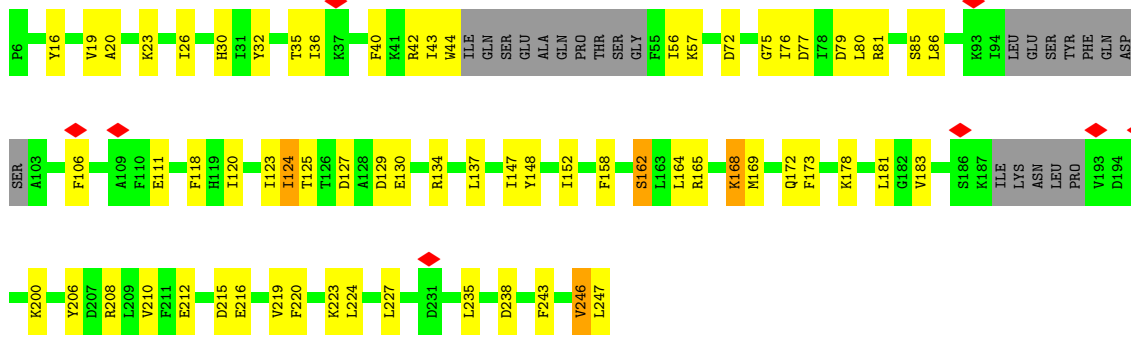 P6 Y16 V19 A20 K23 I26 H30 I31 Y32 T35 I36 K37 F40 K41 R42 I43 W44 ILE GLN SER GLU GLU ALA GLN PRO THR SER GLY F55 I56 K57 D72 G75 I76 D77 I78 D79 L80 R81 S85 L86 K93 I94 LEU GLU SER TYR PHE GLN ASP
SER A103 F106 A109 F110 E111 F118 H119 I120 I123 I124 T125 T126 D127 A128 D129 E130 R134 L137 I147 Y148 I152 F158 S162 L163 L164 R165 K168 M169 Q172 F173 K178 L181 G182 V183 S186 K187 ILE LYS ASN LEU PRO V193 D194
K200 Y206 D207 R208 L209 V210 F211 E212 D215 E216 V219 F220 K223 L224 L227 D231 L235 D238 F243 V246 L247